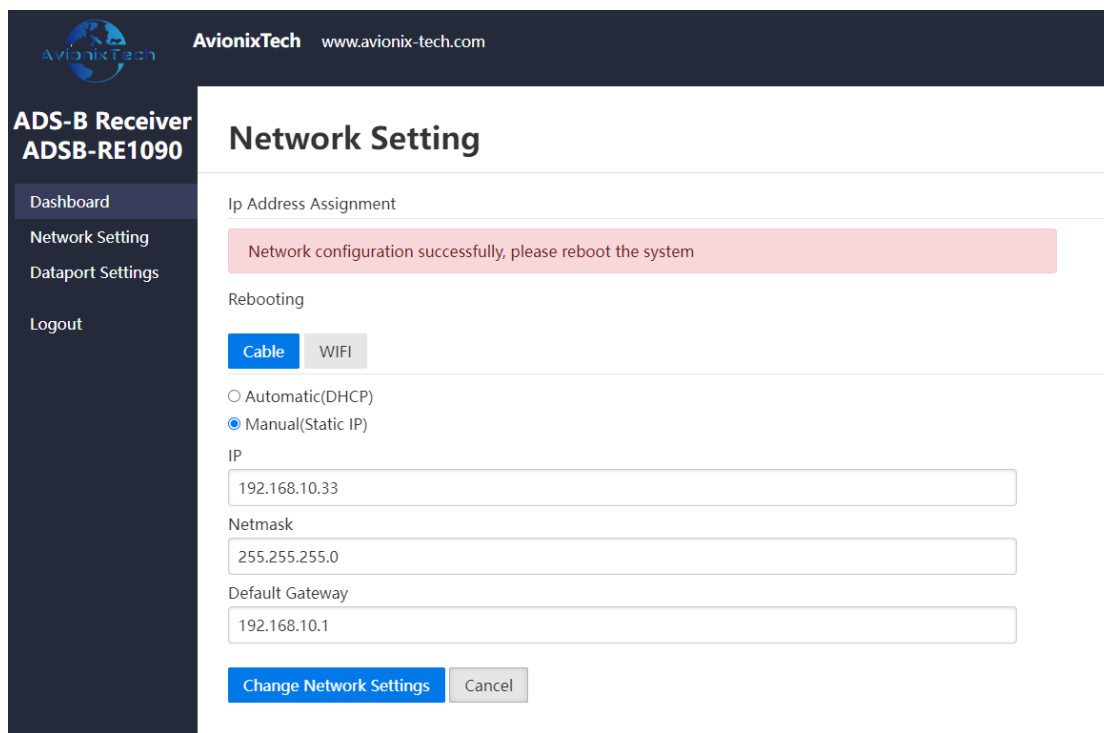 AvionixTech
AvionixTech www.avionix-tech.com
ADS-B Receiver
ADSB-RE1090
Network Setting
Dashboard
Network Setting
Dataport Settings
Logout
Ip Address Assignment
Network configuration successfully, please reboot the system
Rebooting
Cable WIFI
Automatic(DHCP)
Manual(Static IP)
IP
192.168.10.33
Netmask
255.255.255.0
Default Gateway
192.168.10.1
Change Network Settings Cancel